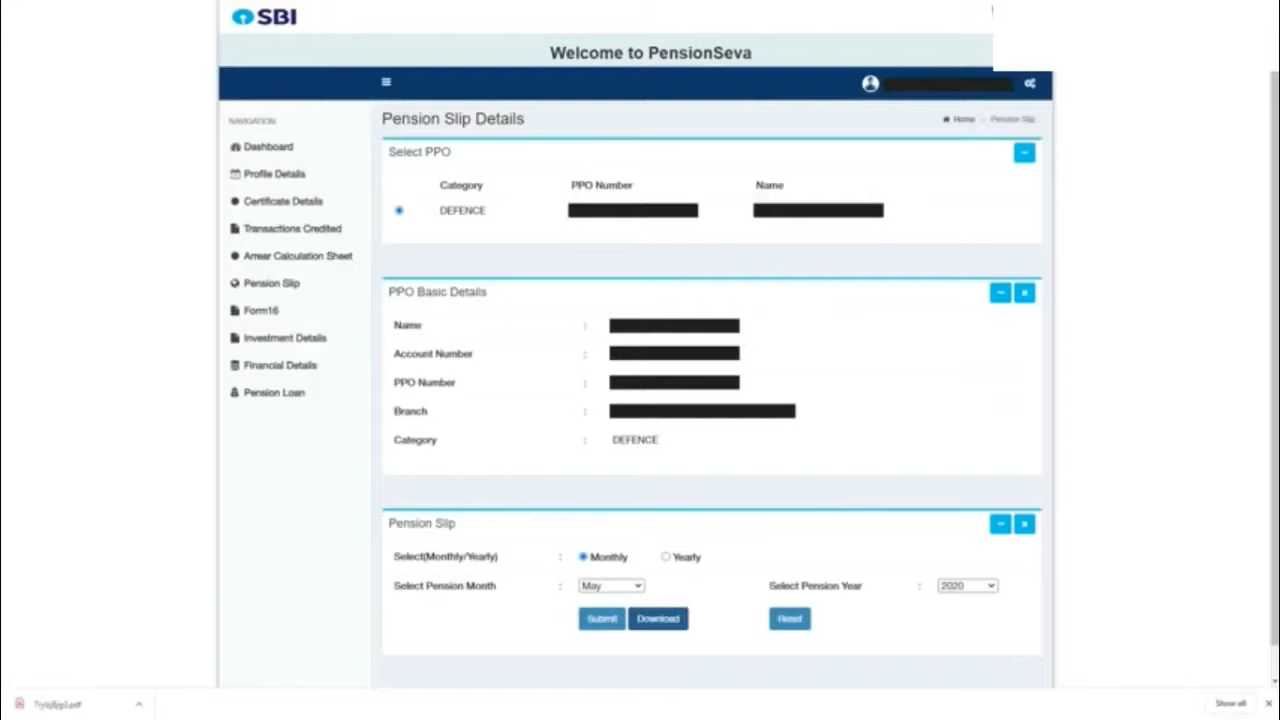 SBI
Welcome to PensionSeva
NAVIGATION
Dashboard
Profile Details
Certificate Details
Transactions Credited
Arrear Calculation Sheet
Pension Slip
Form16
Investment Details
Financial Details
Pension Loan
Pension Slip Details
Home Pension Slip
Select PPO
Category PPO Number Name
DEFENCE
PPO Basic Details
Name :
Account Number :
PPO Number :
Branch :
Category : DEFENCE
Pension Slip
Select(Monthly/Yearly) : Monthly Yearly
Select Pension Month : May Select Pension Year : 2020
Submit Download Reset
Show all